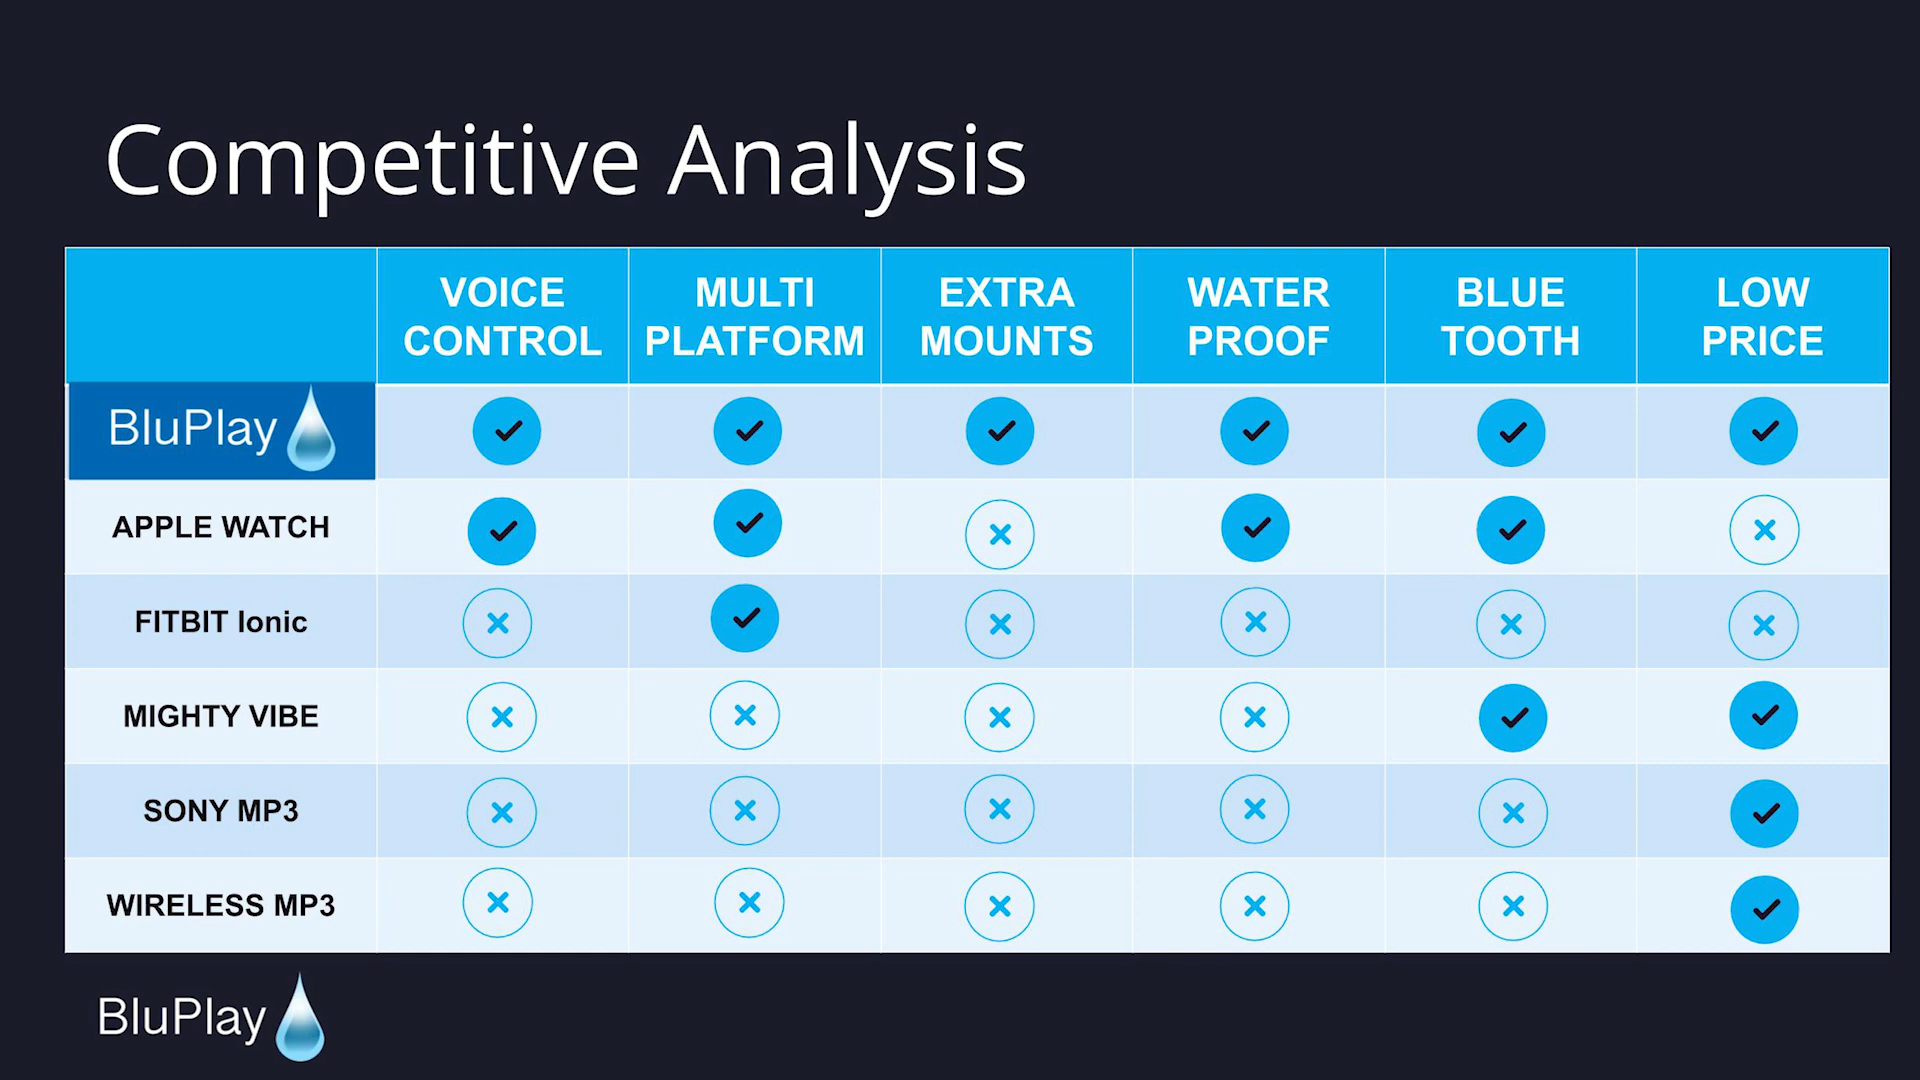 Competitive Analysis
VOICE CONTROL
MULTI PLATFORM
EXTRA MOUNTS
WATER PROOF
BLUE TOOTH
LOW PRICE
BluPlay
APPLE WATCH
FITBIT Ionic
MIGHTY VIBE
SONY MP3
WIRELESS MP3
BluPlay